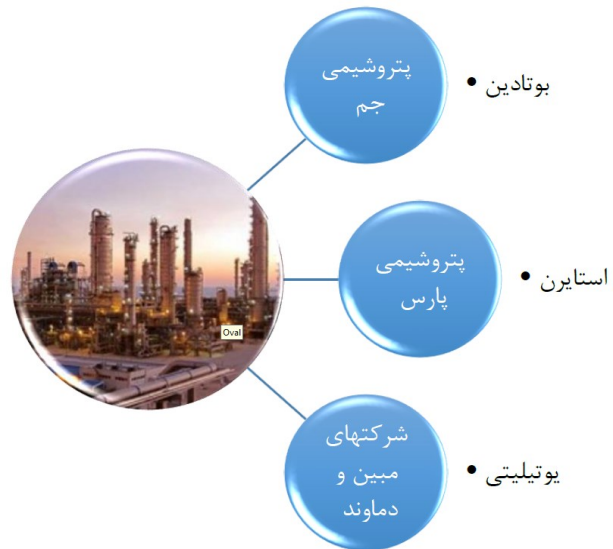 پتروشیمی
جم
• بوتادین
پتروشیمی
پارس
• استایرن
Oval
شرکتهای
مبین و
دماوند
• یوتیلیتی